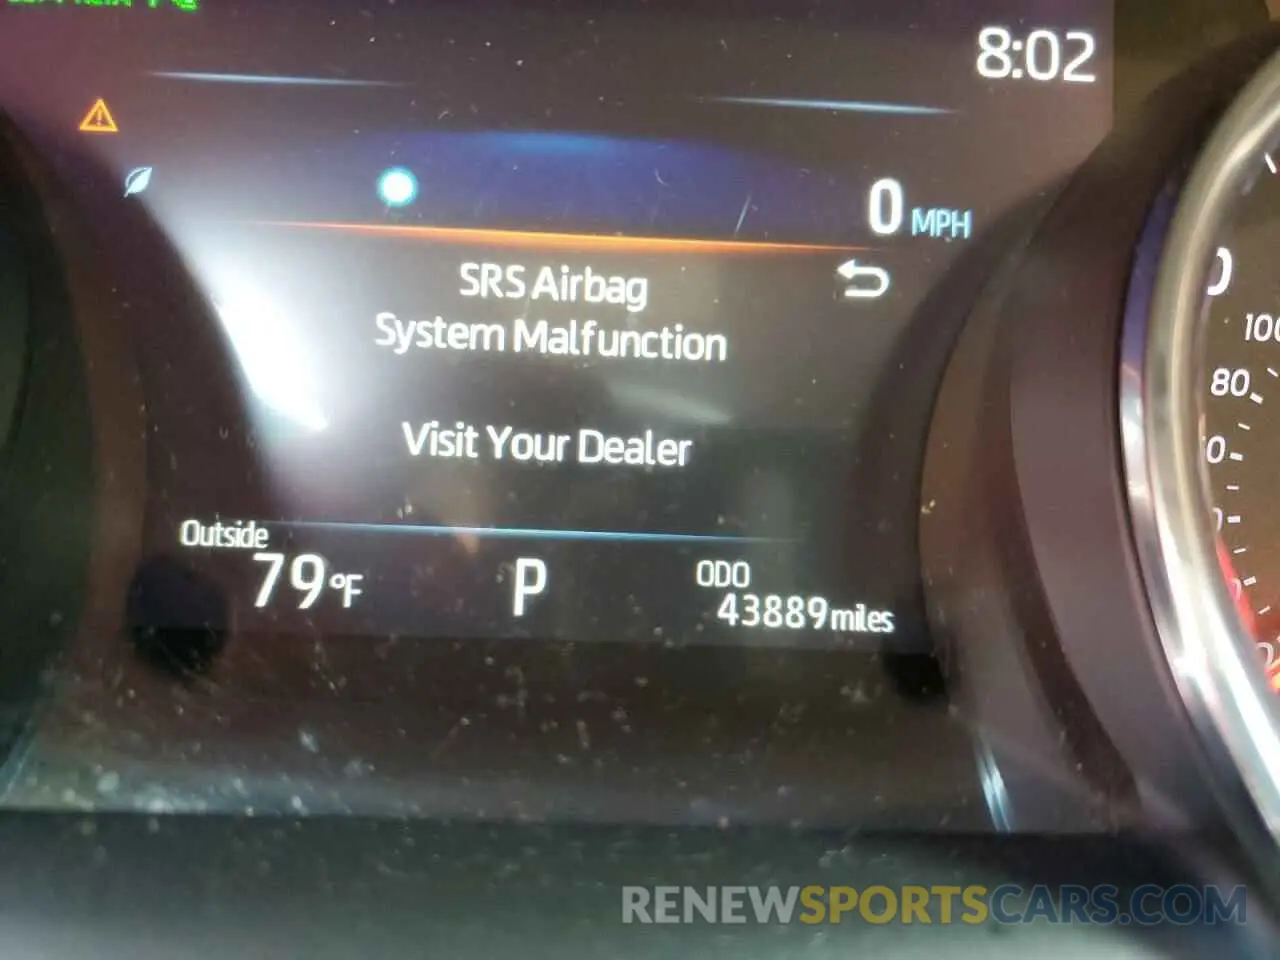 8:02
0 MPH
SRS Airbag
System Malfunction
Visit Your Dealer
Outside
79°F
P
ODO
43889 miles
100
80
RENEWSPORTSCARS.COM